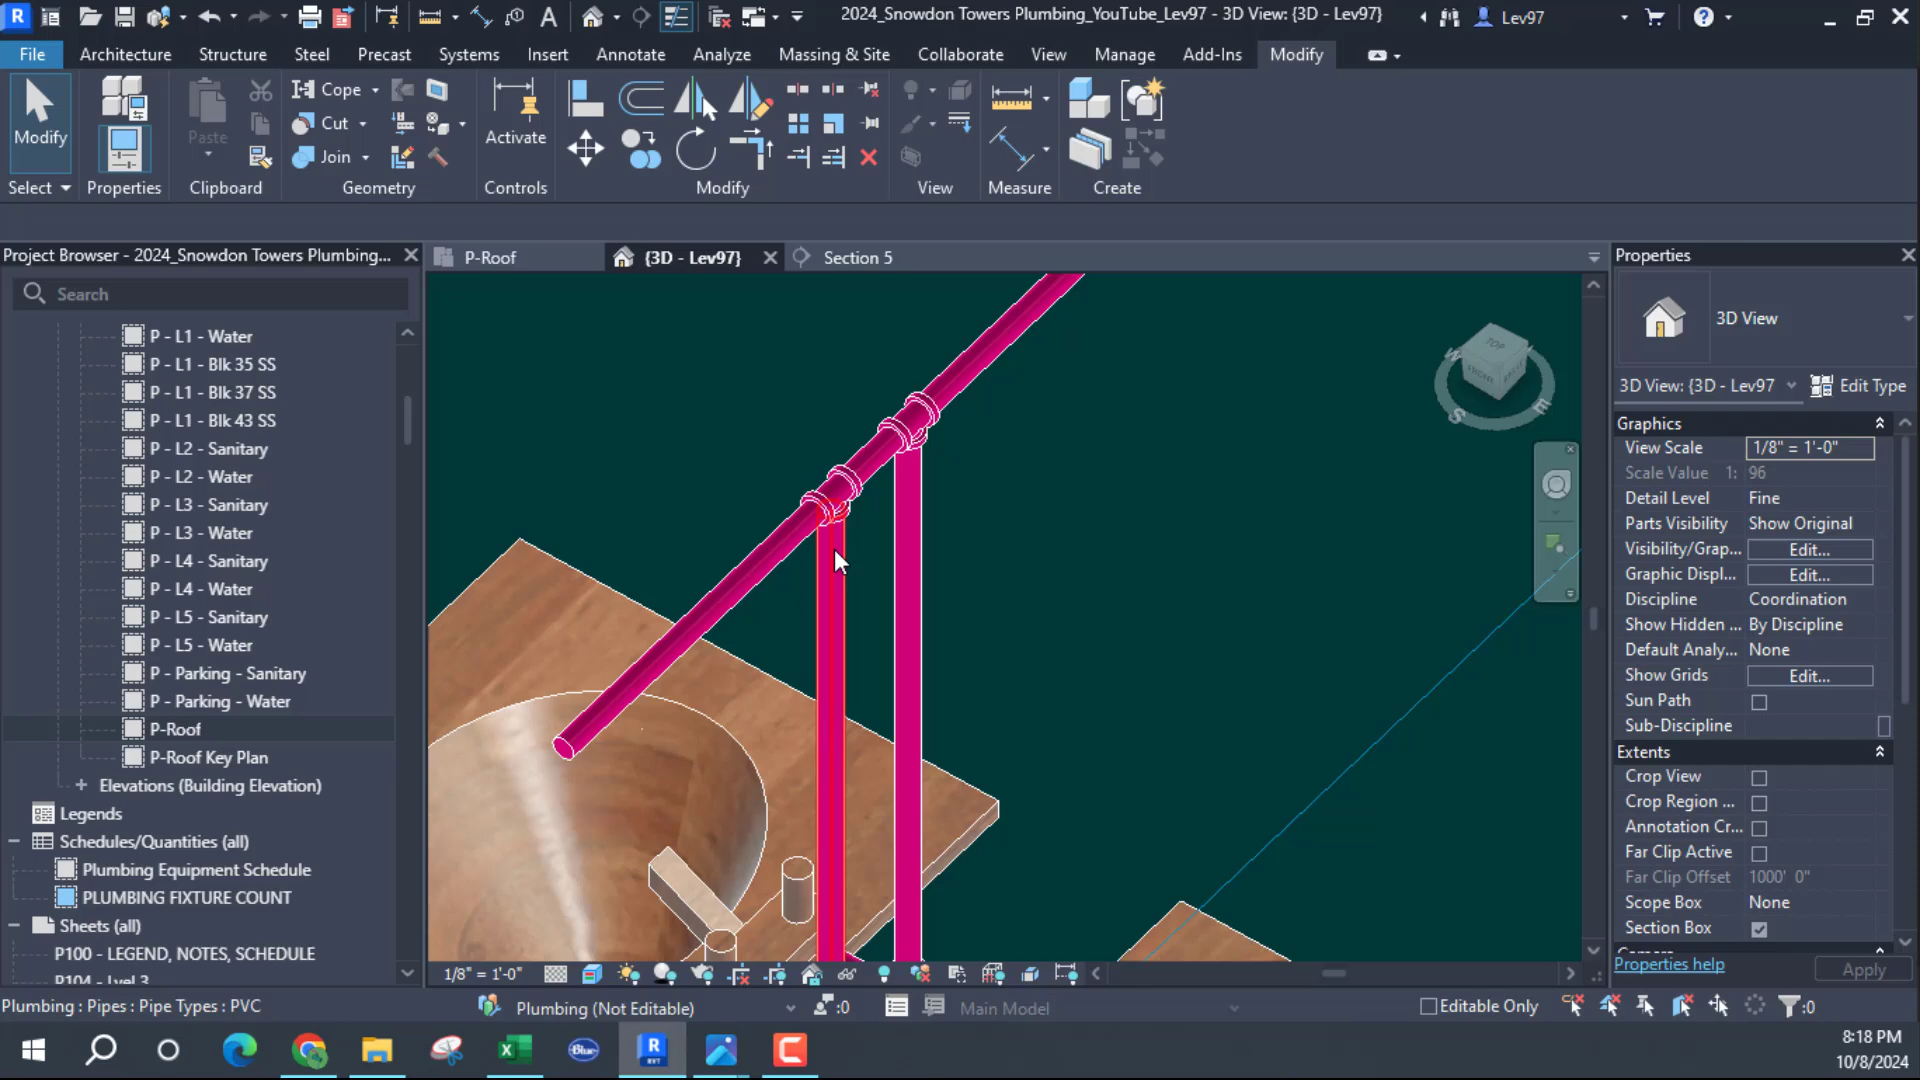 2024_Snowdon Towers Plumbing_YouTube_Lev97 - 3D View: {3D - Lev97}
Lev97
File
Architecture
Structure
Steel
Precast
Systems
Insert
Annotate
Analyze
Massing & Site
Collaborate
View
Manage
Add-Ins
Modify
Modify
Paste
Cope
Cut
Join
Activate
Select
Properties
Clipboard
Geometry
Controls
Modify
View
Measure
Create
Project Browser - 2024_Snowdon Towers Plumbing...
Search
P - L1 - Water
P - L1 - Blk 35 SS
P - L1 - Blk 37 SS
P - L1 - Blk 43 SS
P - L2 - Sanitary
P - L2 - Water
P - L3 - Sanitary
P - L3 - Water
P - L4 - Sanitary
P - L4 - Water
P - L5 - Sanitary
P - L5 - Water
P - Parking - Sanitary
P - Parking - Water
P-Roof
P-Roof Key Plan
Elevations (Building Elevation)
Legends
Schedules/Quantities (all)
Plumbing Equipment Schedule
PLUMBING FIXTURE COUNT
Sheets (all)
P100 - LEGEND, NOTES, SCHEDULE
P104 - Lvel 3
P-Roof
{3D - Lev97}
Section 5
TOP
FRONT
W
S
E
1/8" = 1'-0"
Properties
3D View
3D View: {3D - Lev97
Edit Type
Graphics
View Scale 1/8" = 1'-0"
Scale Value 1: 96
Detail Level Fine
Parts Visibility Show Original
Visibility/Grap... Edit...
Graphic Displ... Edit...
Discipline Coordination
Show Hidden ... By Discipline
Default Analy... None
Show Grids Edit...
Sun Path
Sub-Discipline
Extents
Crop View
Crop Region ...
Annotation Cr...
Far Clip Active
Far Clip Offset 1000' 0"
Scope Box None
Section Box
Camera
Properties help
Apply
Plumbing : Pipes : Pipe Types : PVC
Plumbing (Not Editable)
:0
Main Model
Editable Only
:0
Blue
8:18 PM
10/8/2024